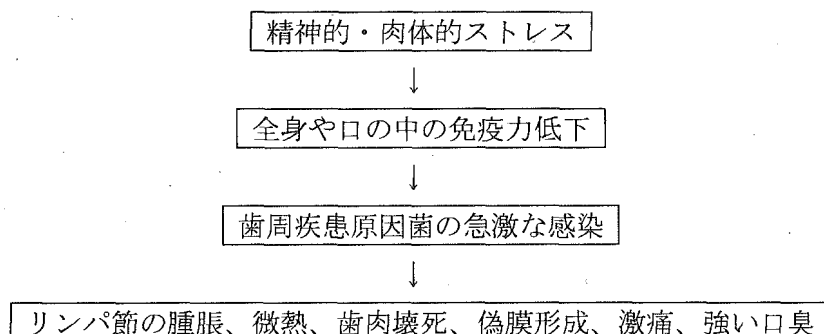 精神的・肉体的ストレス
↓
全身や口の中の免疫力低下
↓
歯周疾患原因菌の急激な感染
↓
リンパ節の腫脹、微熱、歯肉壊死、偽膜形成、激痛、強い口臭